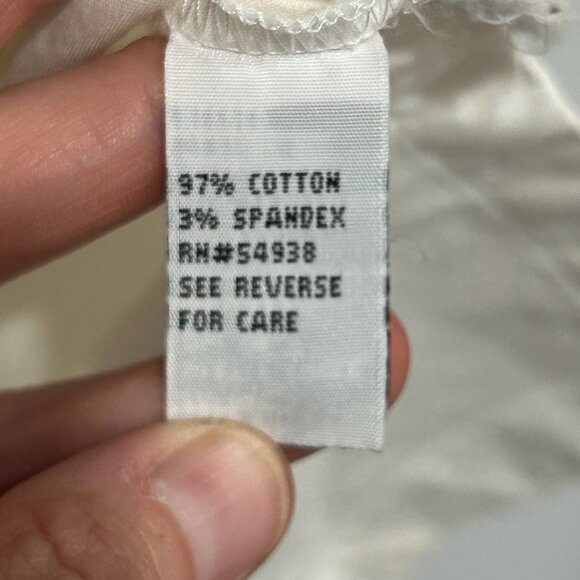 97% COTTON
3% SPANDEX
RN#54938
SEE REVERSE
FOR CARE